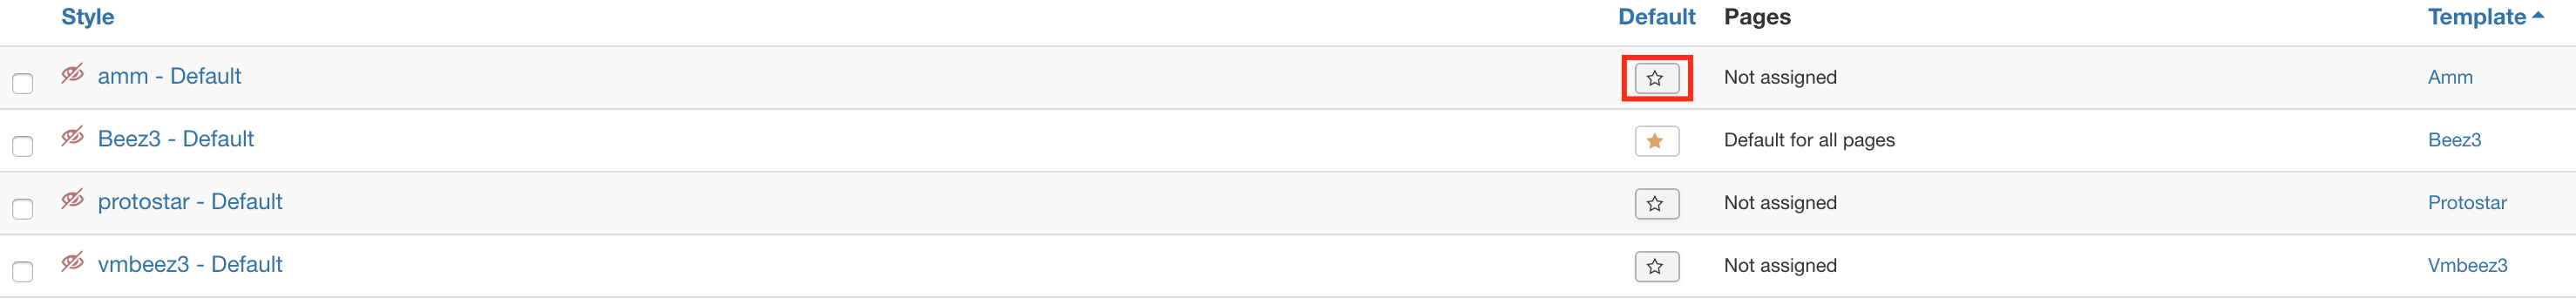 Style Default Pages Template
amm - Default Not assigned Amm
Beez3 - Default Default for all pages Beez3
protostar - Default Not assigned Protostar
vmbeez3 - Default Not assigned Vmbeez3